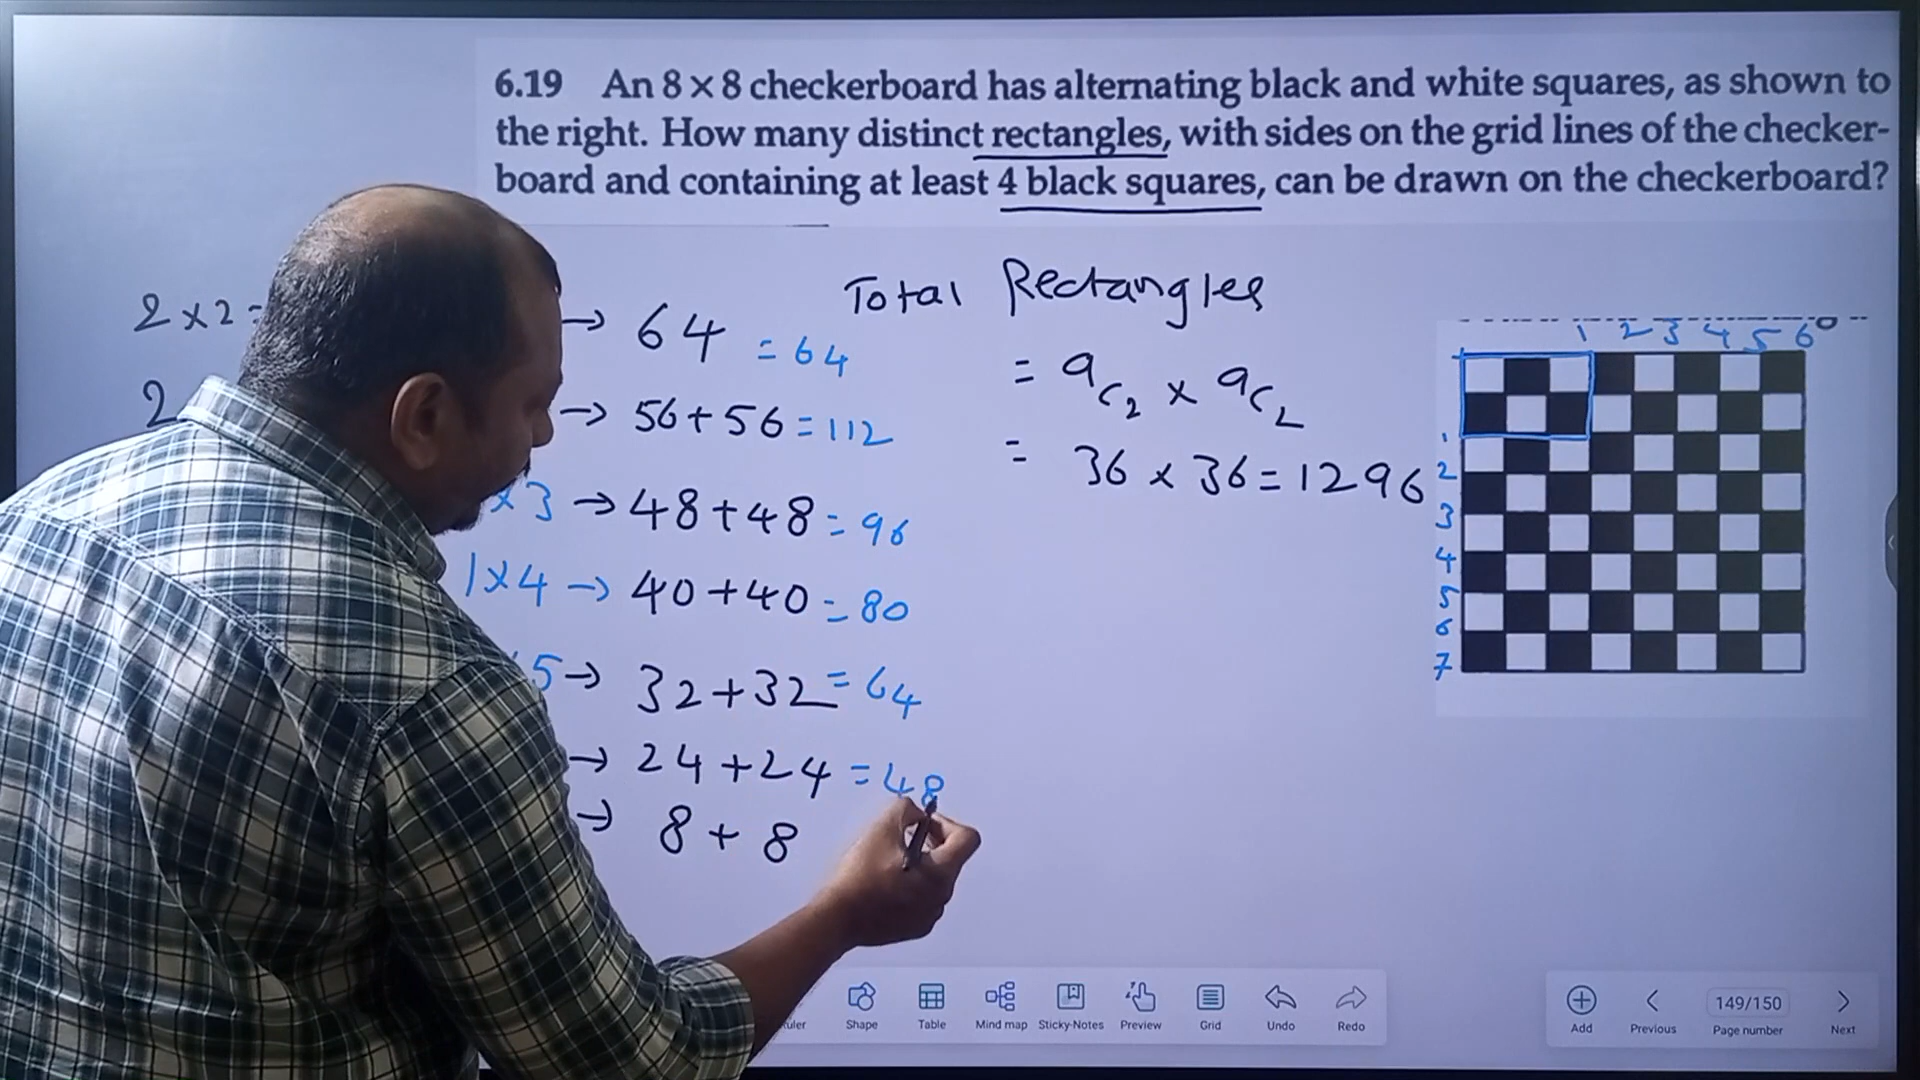 6.19 An 8 × 8 checkerboard has alternating black and white squares, as shown to
the right. How many distinct rectangles, with sides on the grid lines of the checker-
board and containing at least 4 black squares, can be drawn on the checkerboard?
Total Rectangles
= 9C2 × 9C2
= 36 × 36 = 1296
2 × 2 =
→ 64 = 64
2
→ 56 + 56 = 112
× 3 → 48 + 48 = 96
1 × 4 → 40 + 40 = 80
5 → 32 + 32 = 64
→ 24 + 24 = 48
→ 8 + 8
1 2 3 4 5 6
1
2
3
4
5
6
7
Shape
Table
Mind map
Sticky-Notes
Preview
Grid
Undo
Redo
Add
Previous
149/150
Page number
Next